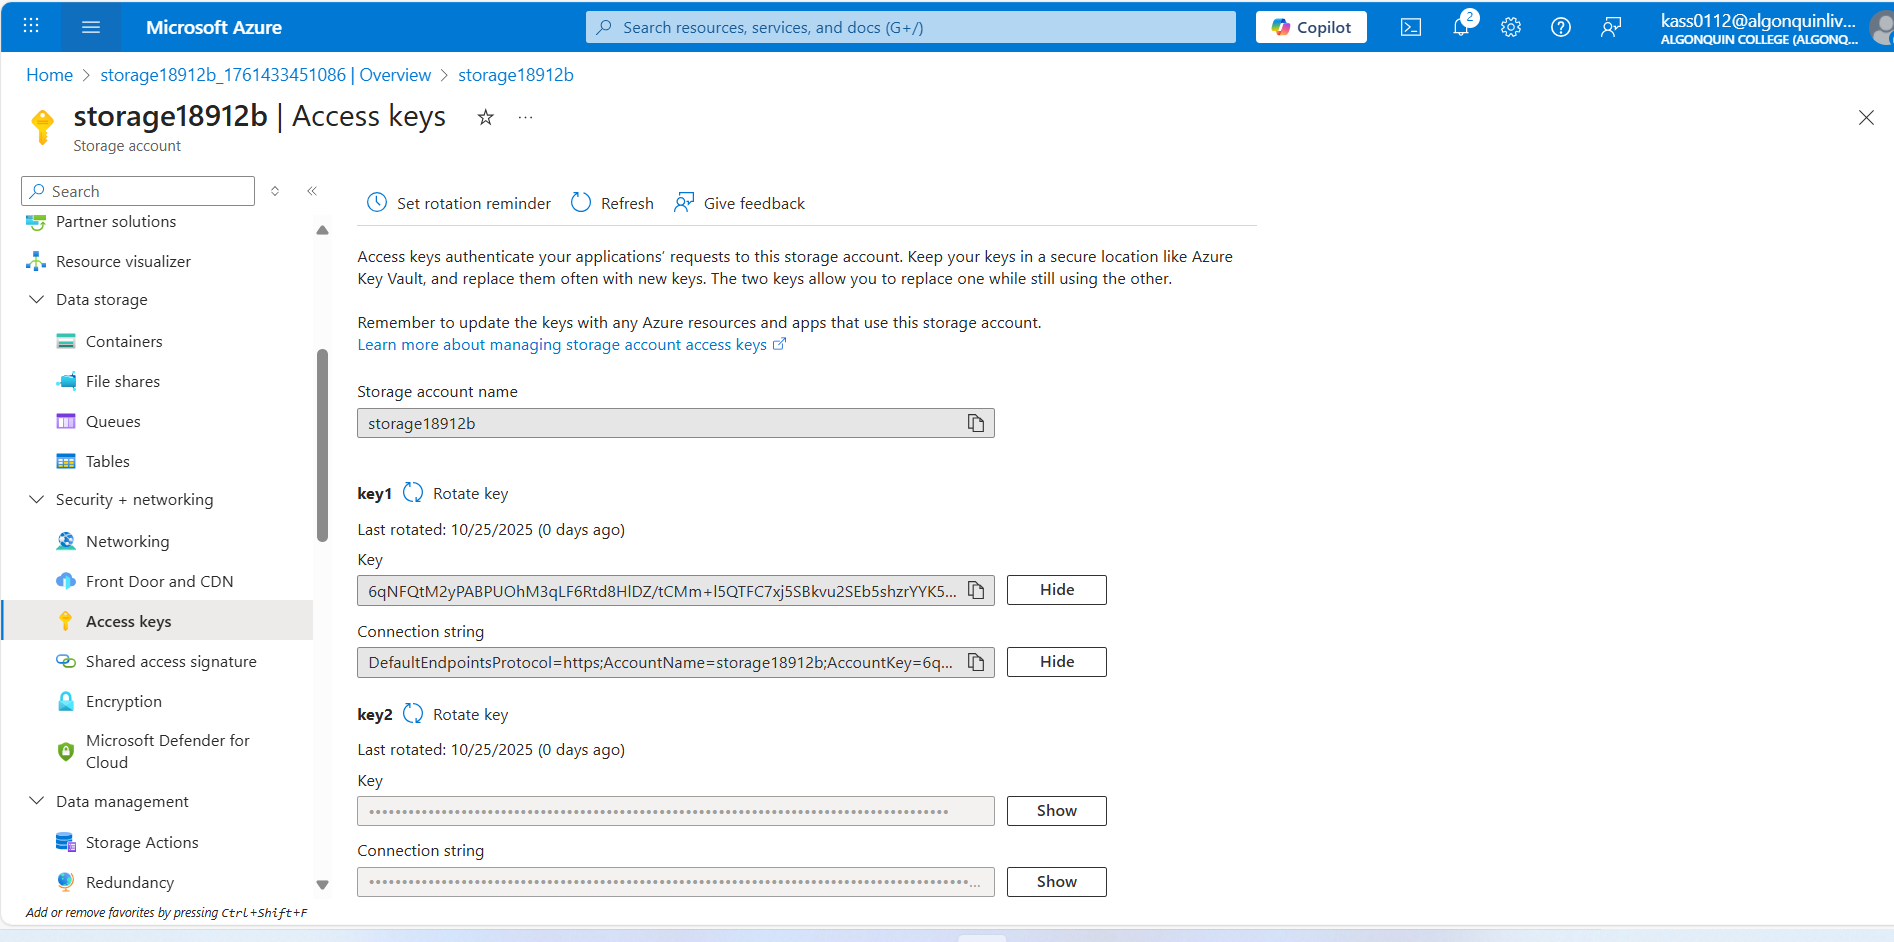 Microsoft Azure
Search resources, services, and docs (G+/)
Copilot
2
kass0112@algonquinliv...
ALGONQUIN COLLEGE (ALGONQ...
Home > storage18912b_1761433451086 | Overview > storage18912b
storage18912b | Access keys
Storage account
Search
Partner solutions
Resource visualizer
Data storage
Containers
File shares
Queues
Tables
Security + networking
Networking
Front Door and CDN
Access keys
Shared access signature
Encryption
Microsoft Defender for
Cloud
Data management
Storage Actions
Redundancy
Add or remove favorites by pressing Ctrl+Shift+F
Set rotation reminder
Refresh
Give feedback
Access keys authenticate your applications’ requests to this storage account. Keep your keys in a secure location like Azure
Key Vault, and replace them often with new keys. The two keys allow you to replace one while still using the other.
Remember to update the keys with any Azure resources and apps that use this storage account.
Learn more about managing storage account access keys
Storage account name
storage18912b
key1
Rotate key
Last rotated: 10/25/2025 (0 days ago)
Key
6qNFQtM2yPABPUOhM3qLF6Rtd8HlDZ/tCMm+l5QTFC7xj5SBkvu2SEb5shzrYYK5...
Hide
Connection string
DefaultEndpointsProtocol=https;AccountName=storage18912b;AccountKey=6q...
Hide
key2
Rotate key
Last rotated: 10/25/2025 (0 days ago)
Key
Show
Connection string
Show